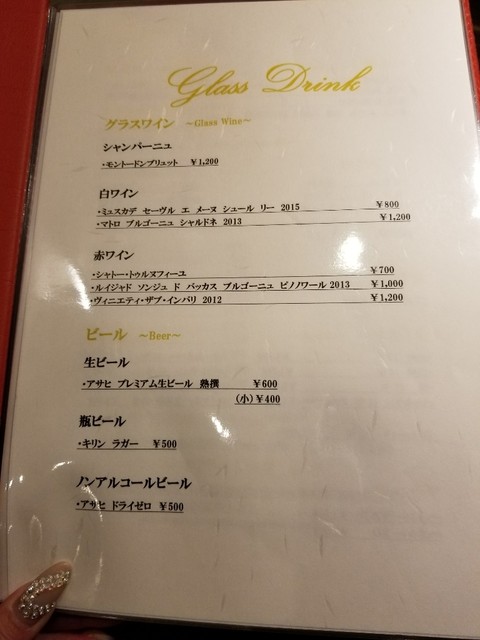 Glass Drink
グラスワイン ～Glass Wine～
シャンパーニュ
・モントードンブリュット ￥1,200
白ワイン
・ミュスカデ セーヴル エ メーヌ シュール リー 2015 ￥800
・マトロ ブルゴーニュ シャルドネ 2013 ￥1,200
赤ワイン
・シャトー・トゥルヌフィーユ ￥700
・ルイジャド ソンジュ ド バッカス ブルゴーニュ ピノノワール 2013 ￥1,000
・ヴィニエティ・ザブ・インパリ 2012 ￥1,200
ビール ～Beer～
生ビール
・アサヒ プレミアム生ビール 熟撰 ￥600
(小)￥400
瓶ビール
・キリン ラガー ￥500
ノンアルコールビール
・アサヒ ドライゼロ ￥500